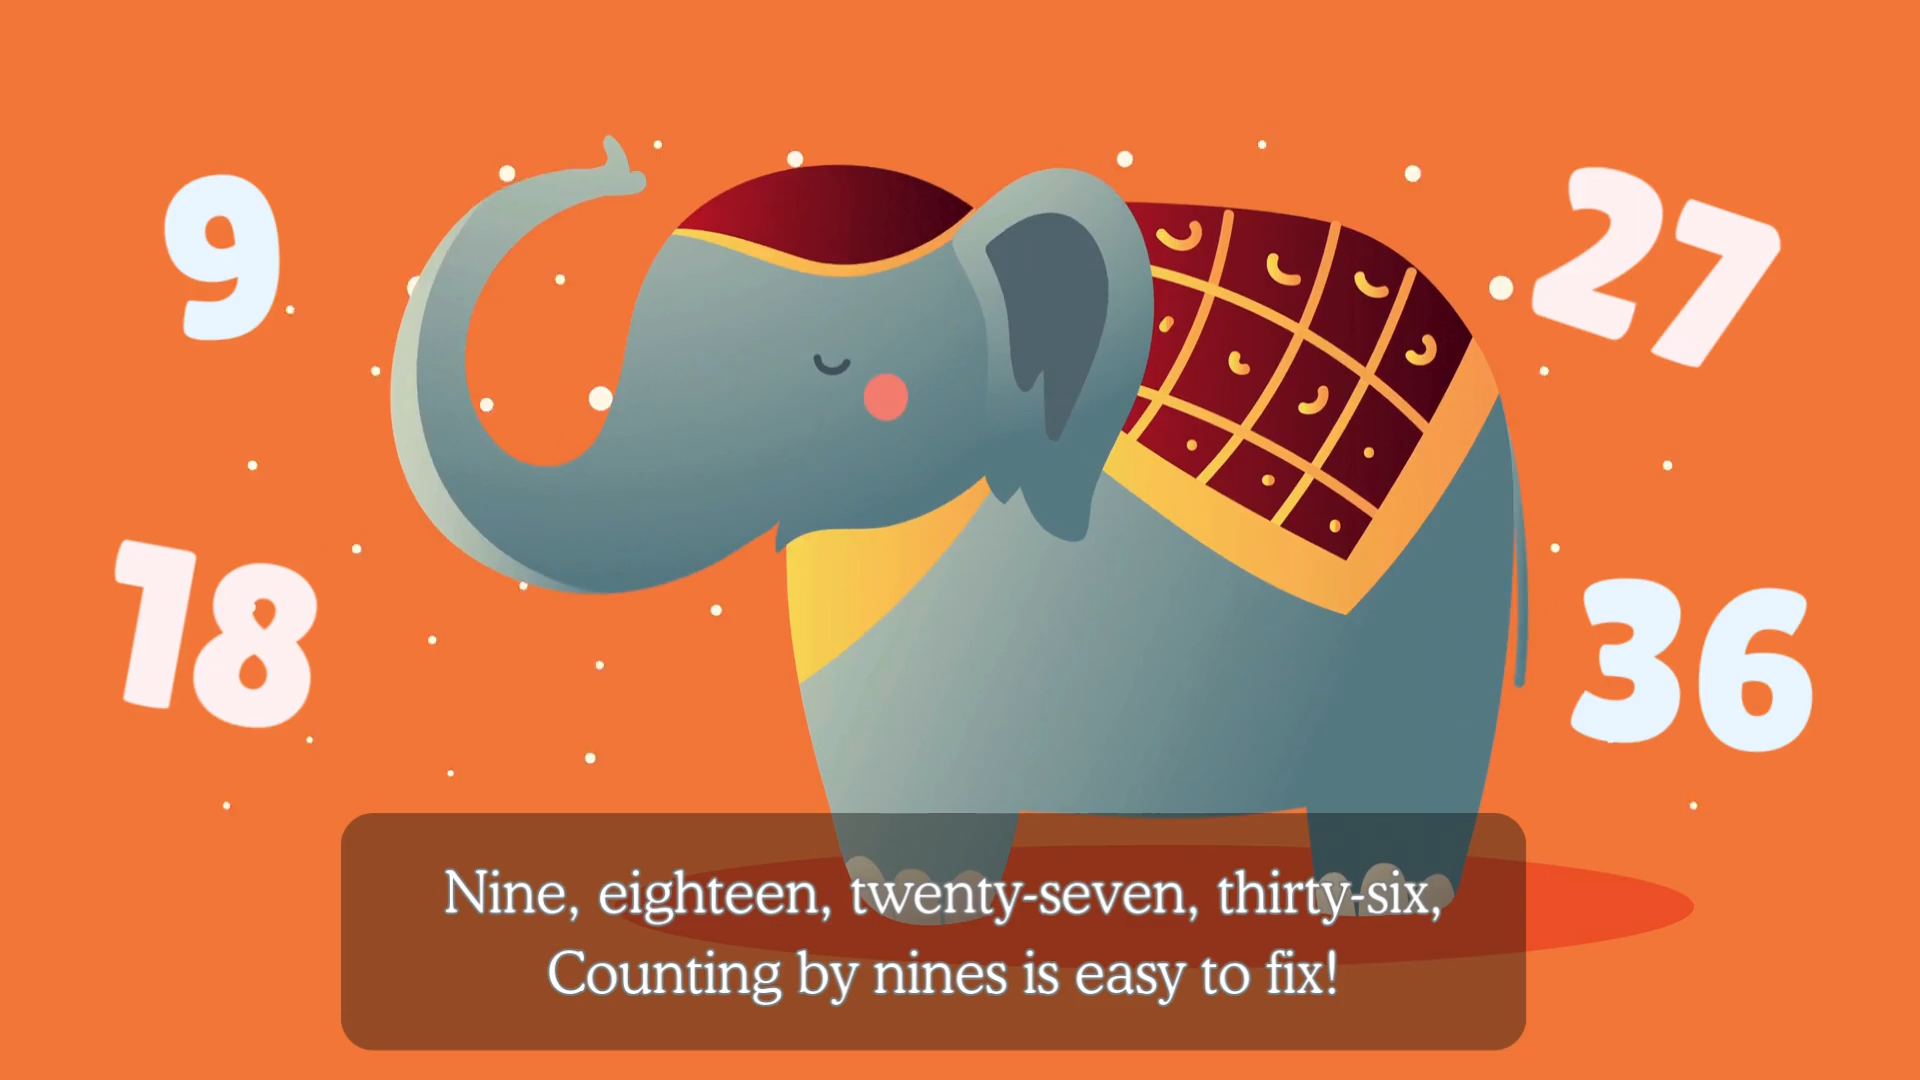 9
27
18
36
Nine, eighteen, twenty-seven, thirty-six,
Counting by nines is easy to fix!